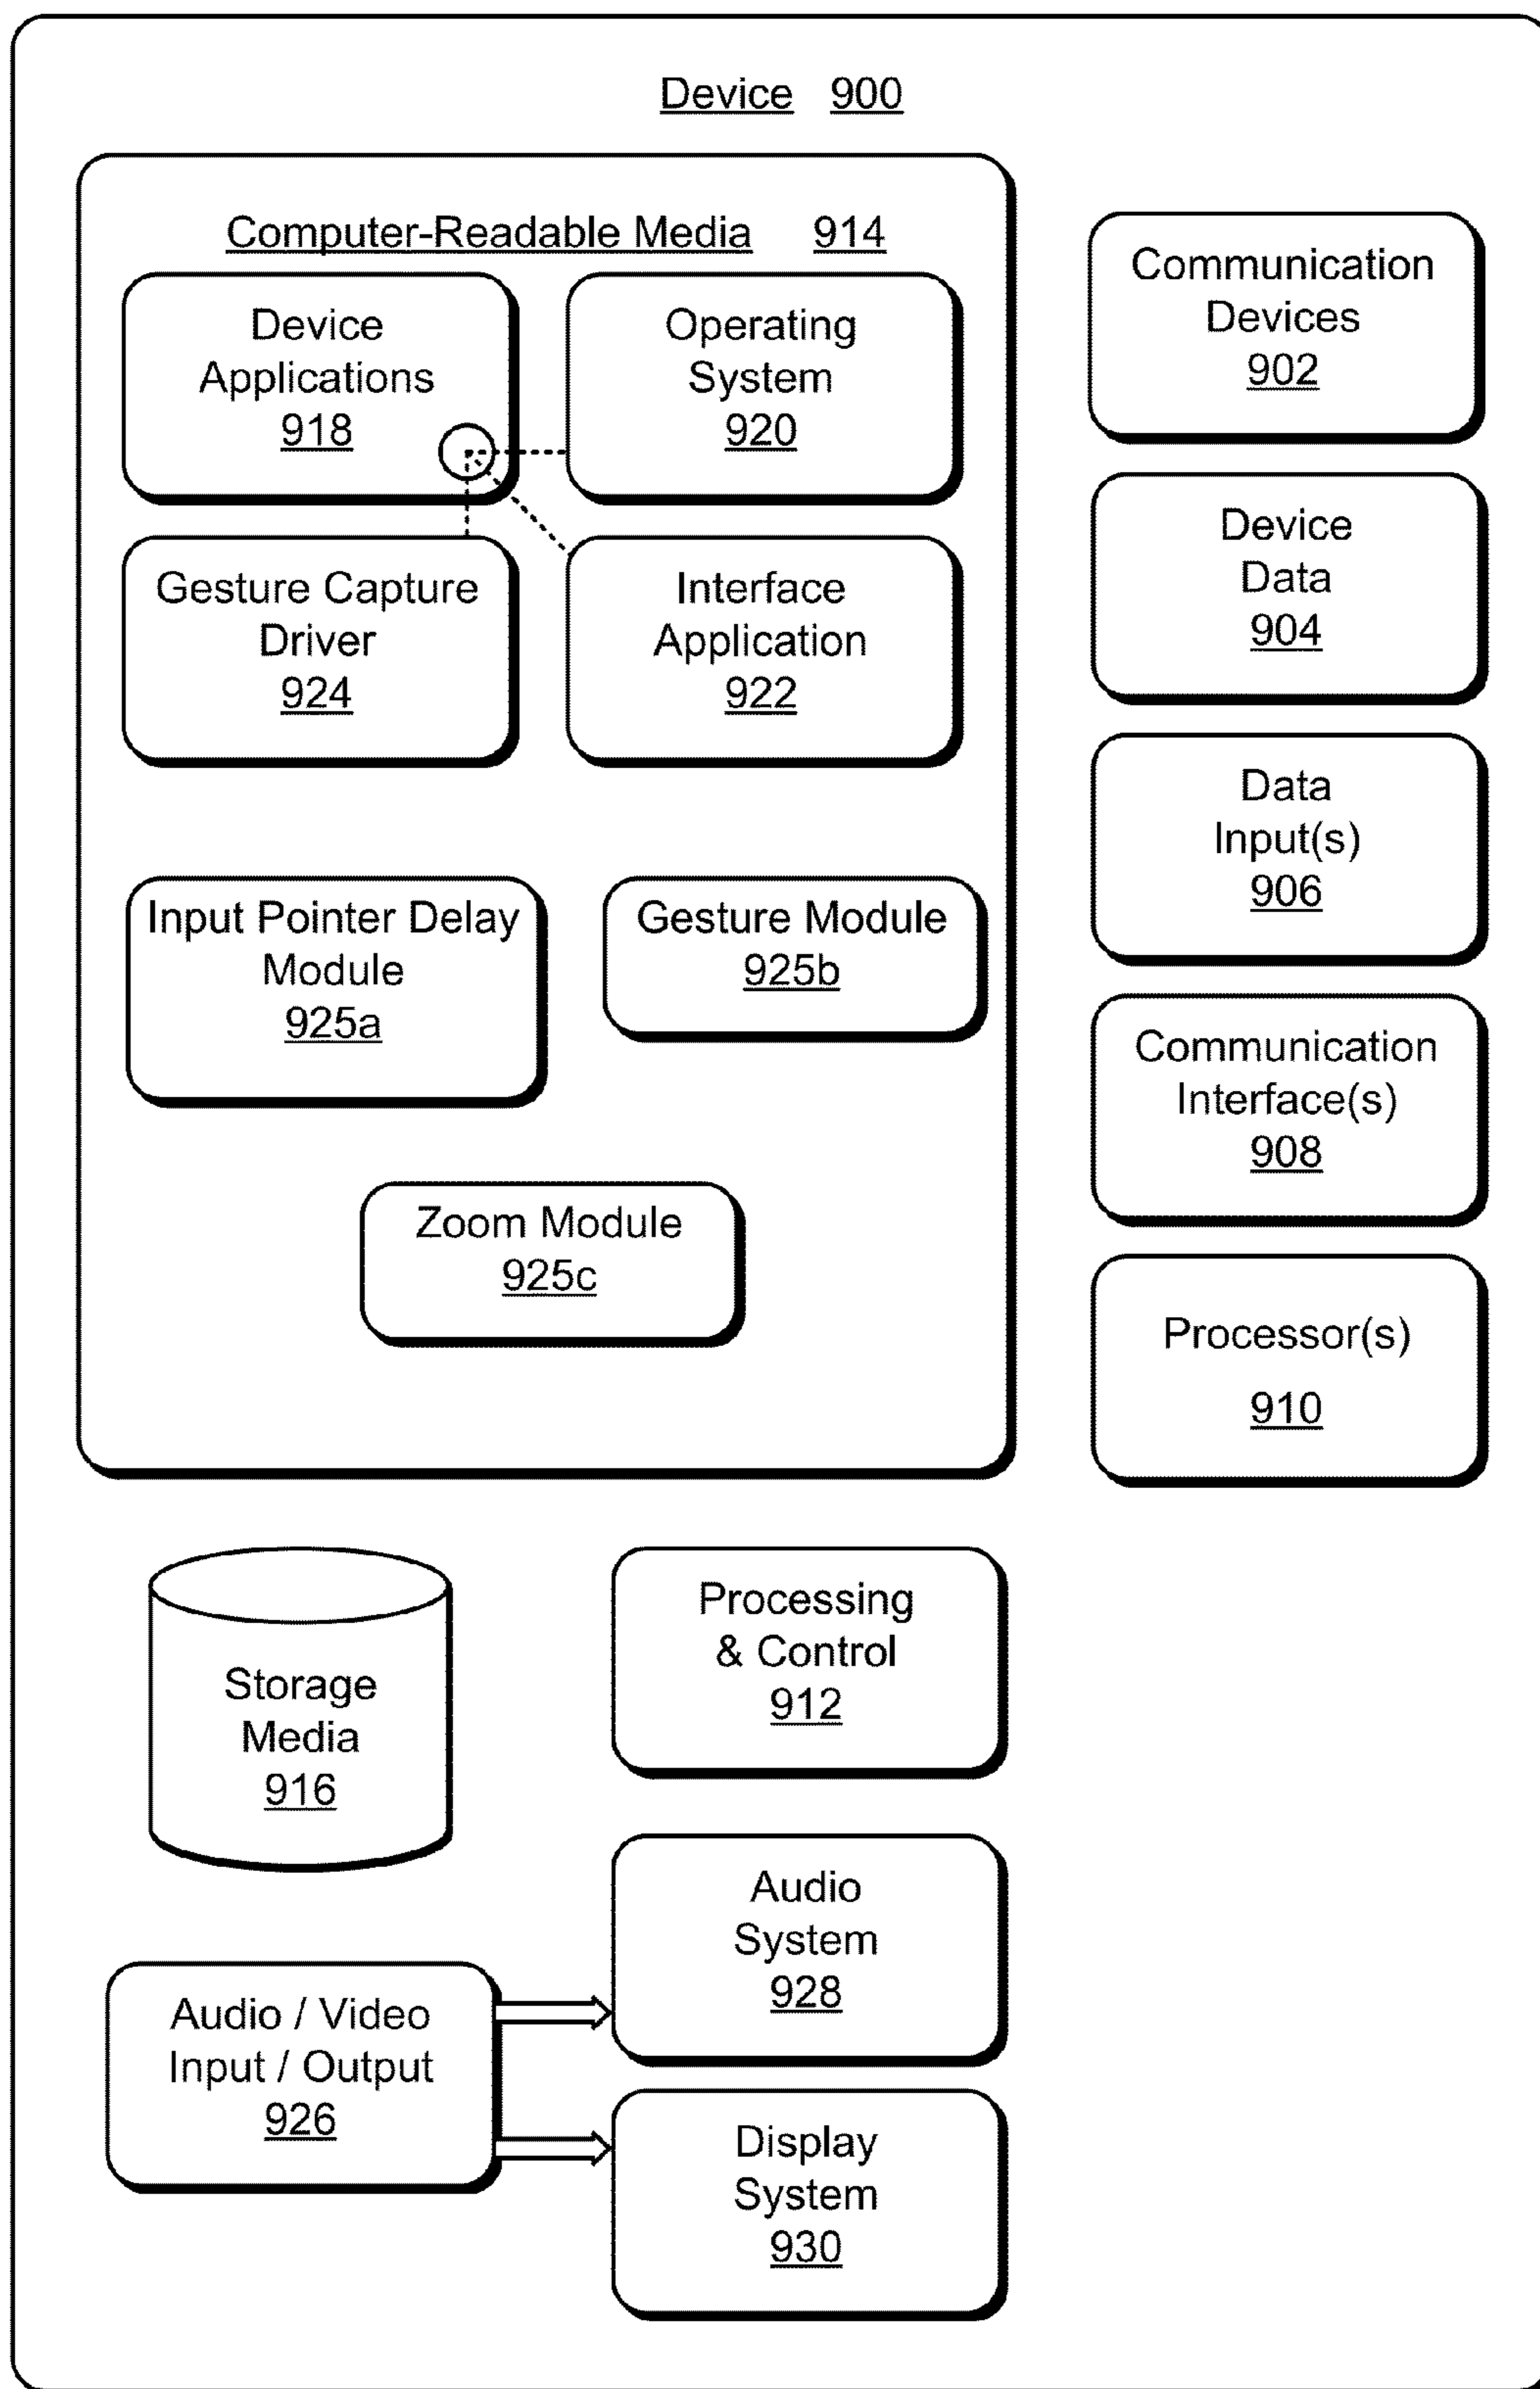 Device 900
Computer-Readable Media 914
Device
Applications
918
Operating
System
920
Gesture Capture
Driver
924
Interface
Application
922
Input Pointer Delay
Module
925a
Gesture Module
925b
Zoom Module
925c
Communication
Devices
902
Device
Data
904
Data
Input(s)
906
Communication
Interface(s)
908
Processor(s)
910
Storage
Media
916
Processing
& Control
912
Audio / Video
Input / Output
926
Audio
System
928
Display
System
930